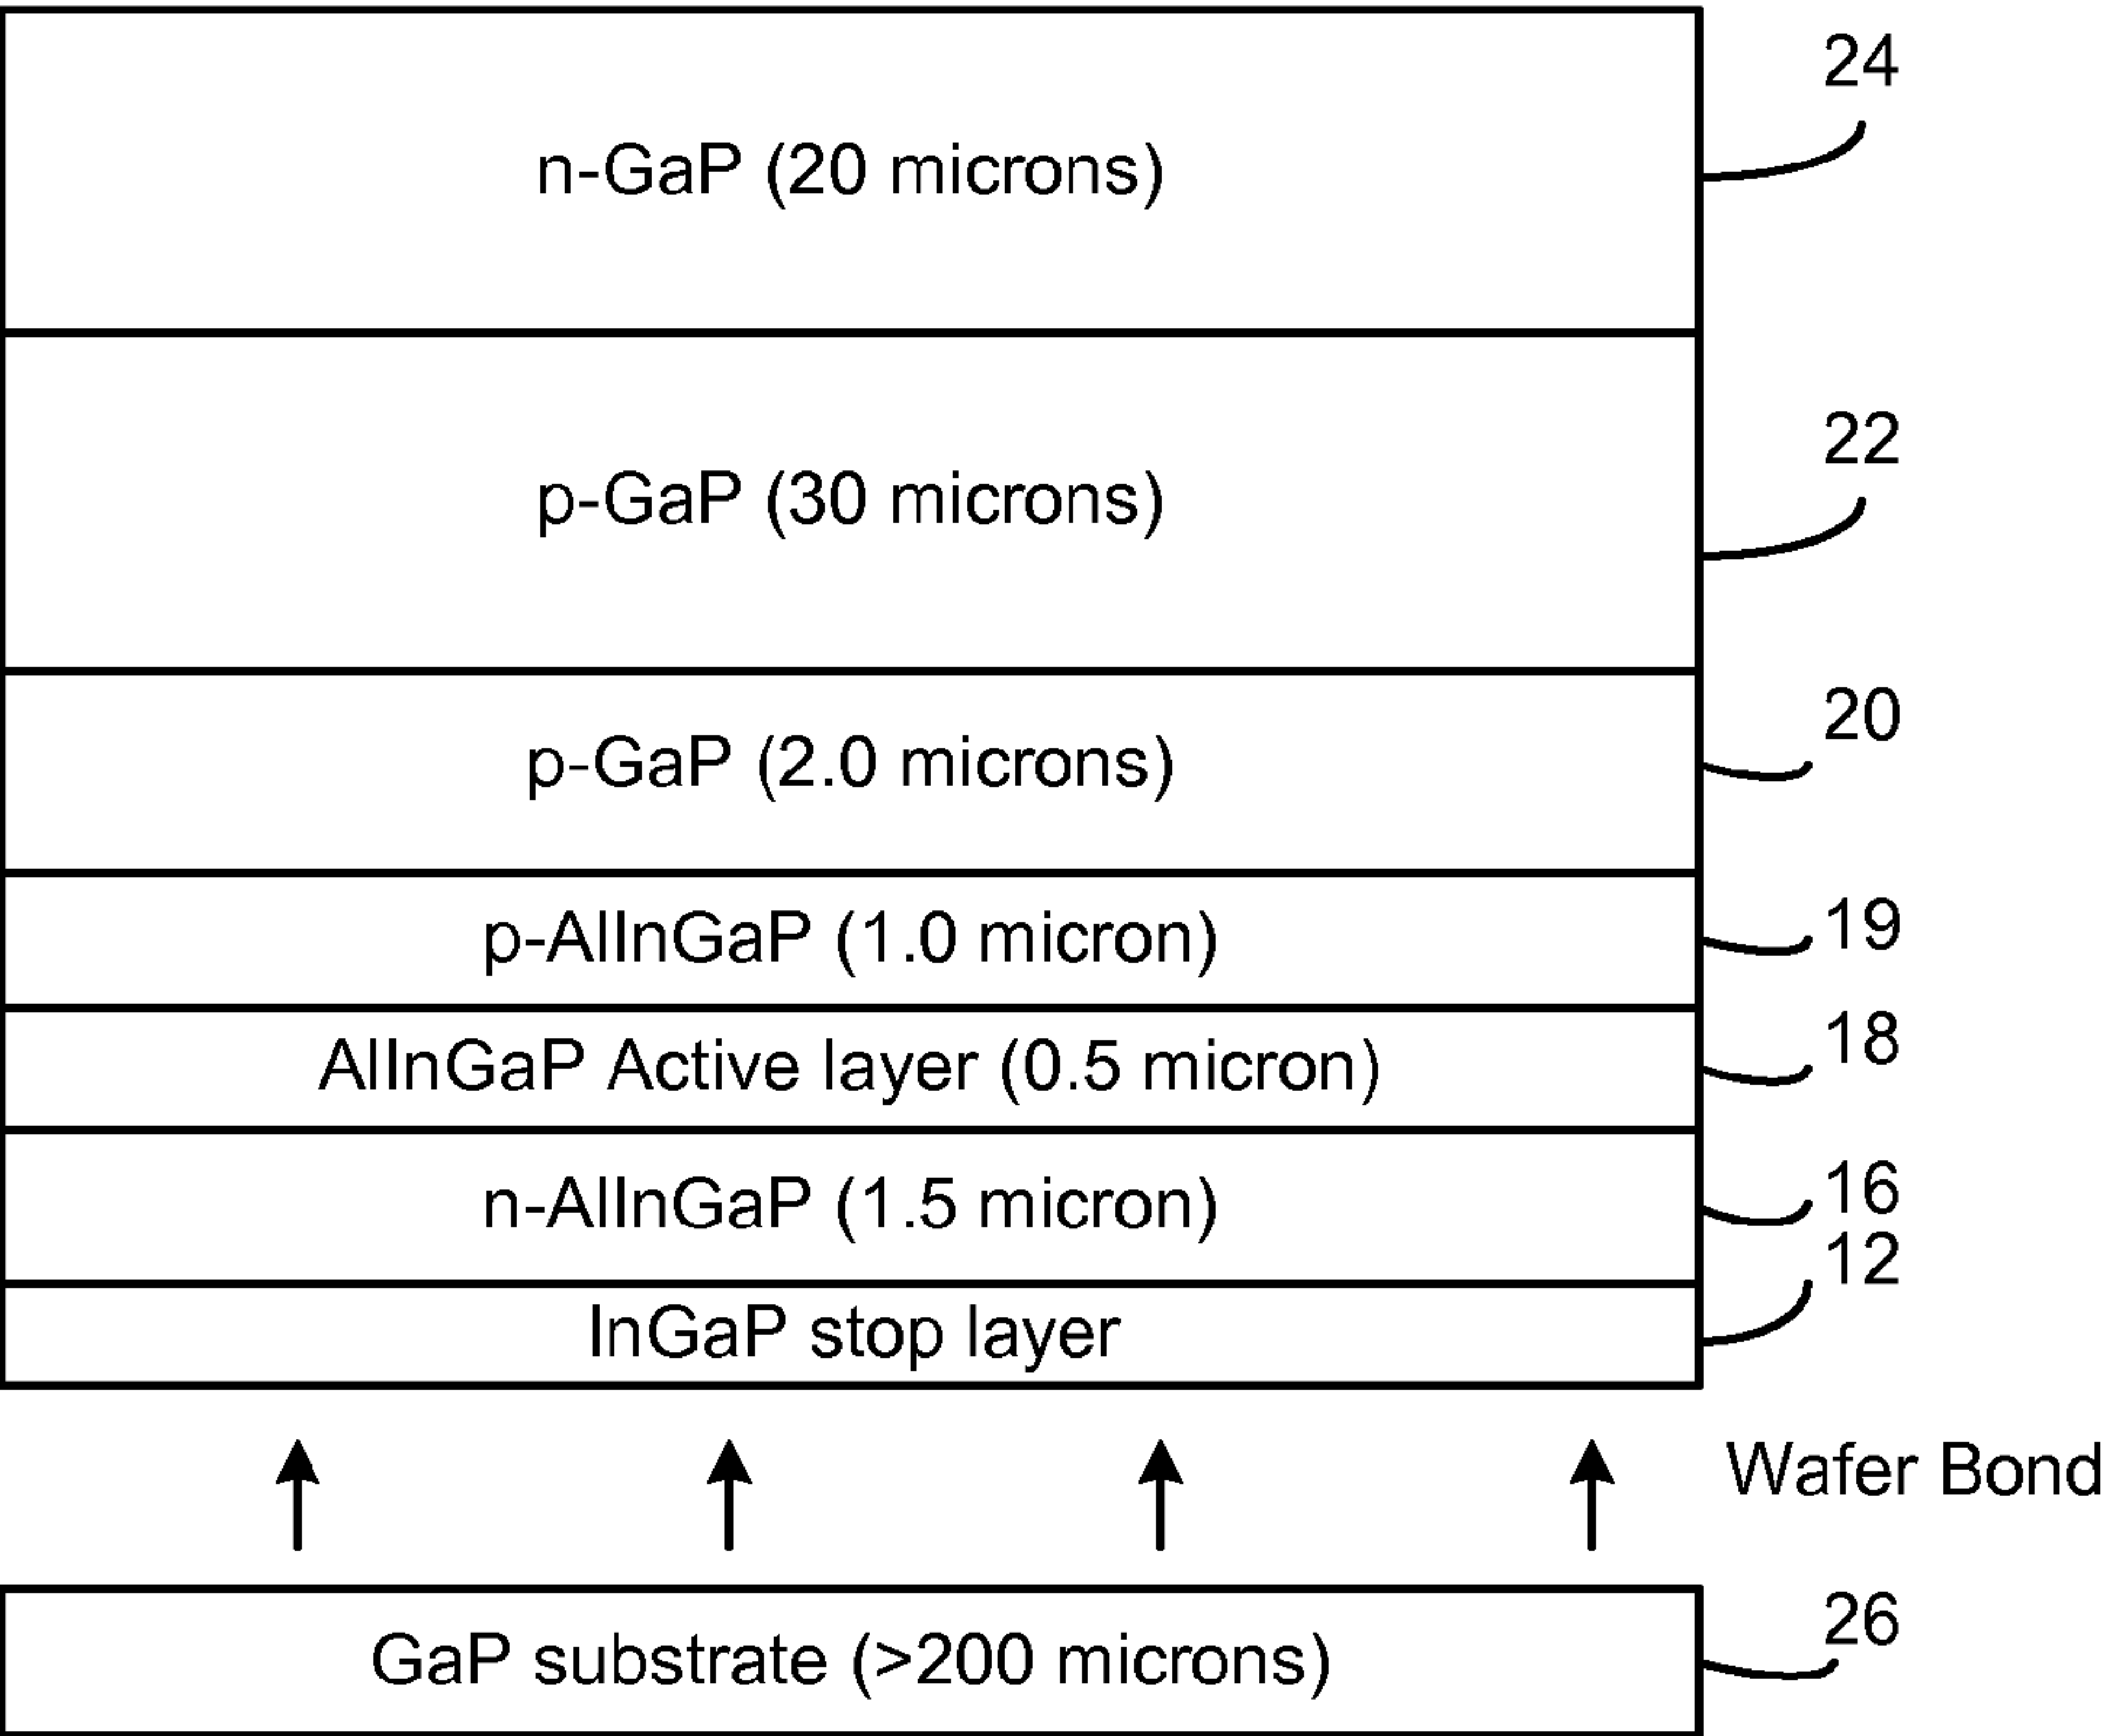 24
n-GaP (20 microns)
22
p-GaP (30 microns)
20
p-GaP (2.0 microns)
19
p-AlInGaP (1.0 micron)
18
AlInGaP Active layer (0.5 micron)
16
n-AlInGaP (1.5 micron)
12
InGaP stop layer
Wafer Bond
26
GaP substrate (>200 microns)